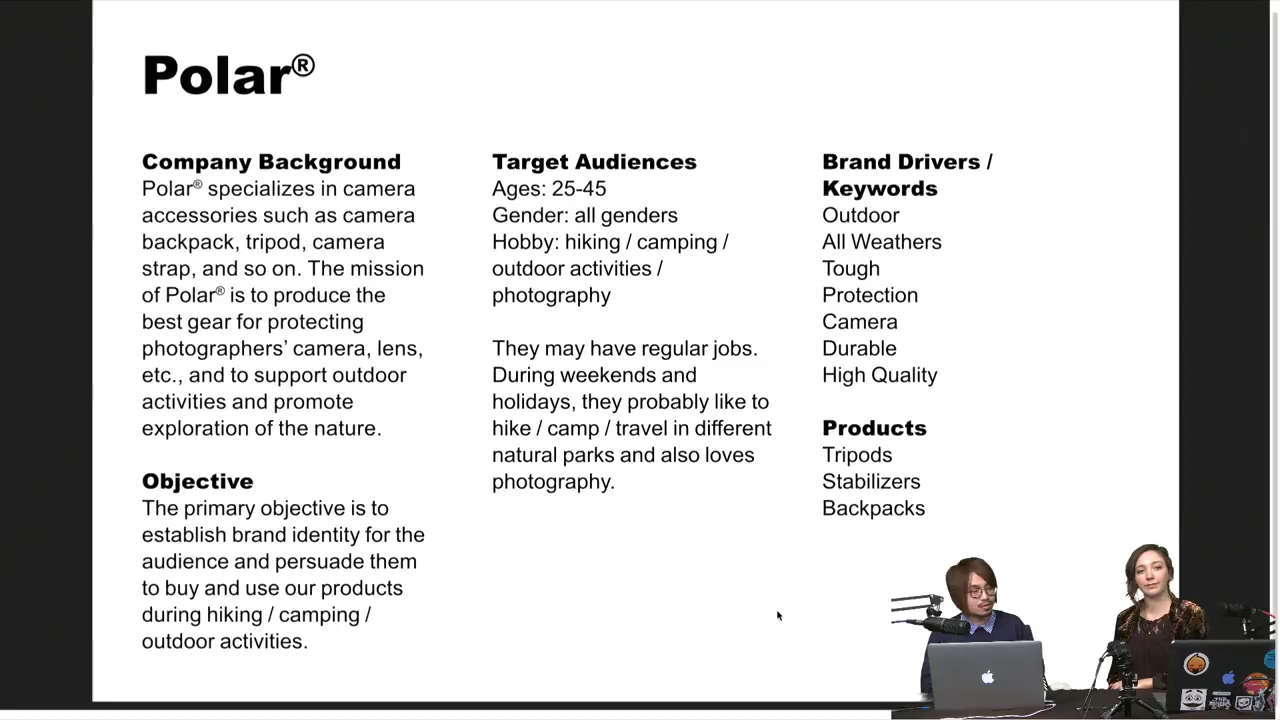 Polar®
Company Background
Polar® specializes in camera
accessories such as camera
backpack, tripod, camera
strap, and so on. The mission
of Polar® is to produce the
best gear for protecting
photographers’ camera, lens,
etc., and to support outdoor
activities and promote
exploration of the nature.
Objective
The primary objective is to
establish brand identity for the
audience and persuade them
to buy and use our products
during hiking / camping /
outdoor activities.
Target Audiences
Ages: 25-45
Gender: all genders
Hobby: hiking / camping /
outdoor activities /
photography
They may have regular jobs.
During weekends and
holidays, they probably like to
hike / camp / travel in different
natural parks and also loves
photography.
Brand Drivers /
Keywords
Outdoor
All Weathers
Tough
Protection
Camera
Durable
High Quality
Products
Tripods
Stabilizers
Backpacks